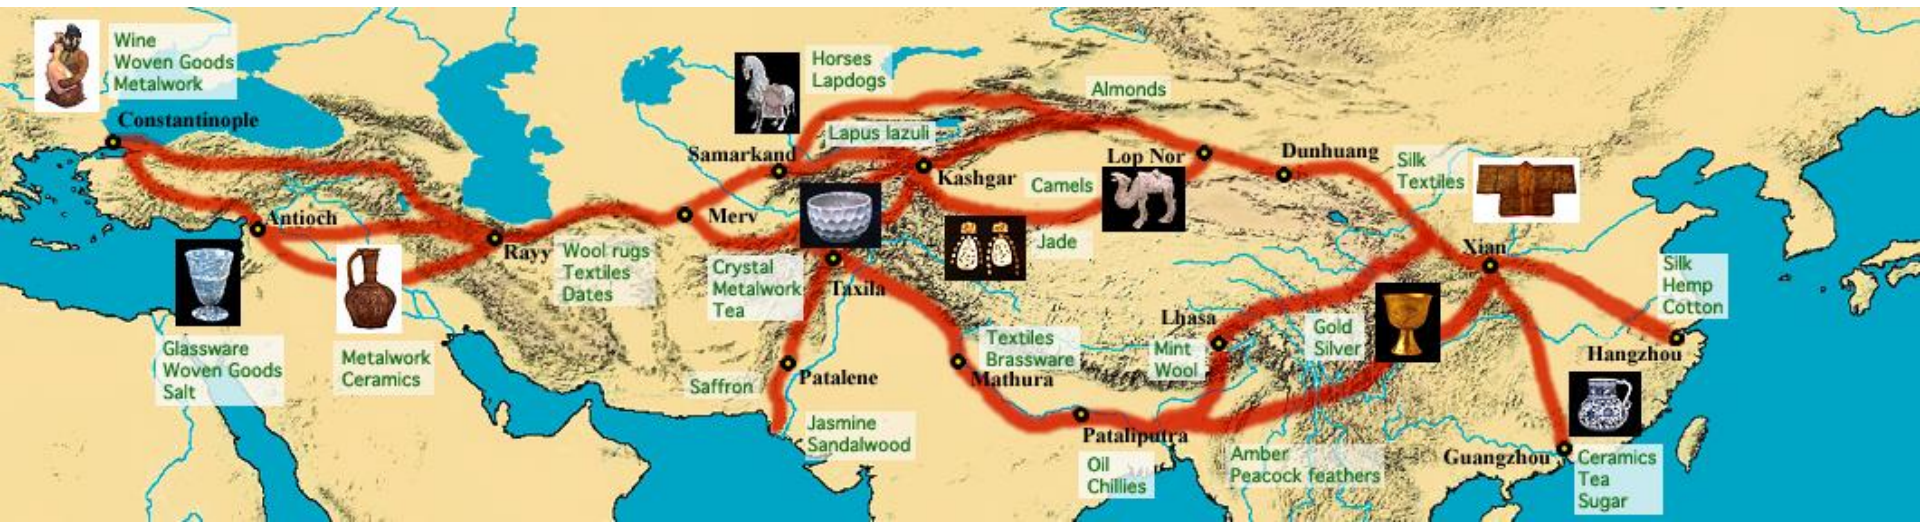 Wine
Woven Goods
Metalwork
Constantinople
Antioch
Glassware
Woven Goods
Salt
Metalwork
Ceramics
Rayy
Wool rugs
Textiles
Dates
Merv
Samarkand
Horses
Lapdogs
Lapus lazuli
Almonds
Kashgar
Camels
Jade
Lop Nor
Dunhuang
Silk
Textiles
Crystal
Metalwork
Tea
Taxila
Saffron
Patalene
Jasmine
Sandalwood
Textiles
Brassware
Mathura
Pataliputra
Oil
Chillies
Lhasa
Mint
Wool
Gold
Silver
Amber
Peacock feathers
Xian
Silk
Hemp
Cotton
Hangzhou
Guangzhou
Ceramics
Tea
Sugar